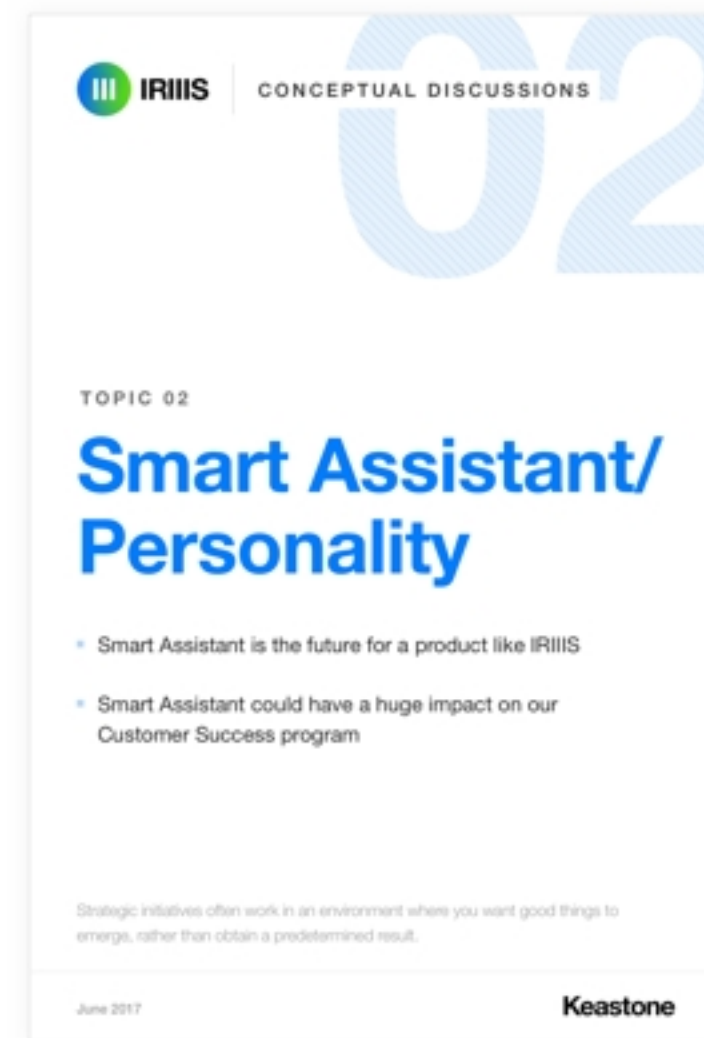 02
IRIIIS
CONCEPTUAL DISCUSSIONS
TOPIC 02
Smart Assistant/
Personality
Smart Assistant is the future for a product like IRIIIS
Smart Assistant could have a huge impact on our
Customer Success program
Strategic initiatives often work in an environment where you want good things to
emerge, rather than obtain a predetermined result.
June 2017
Keastone